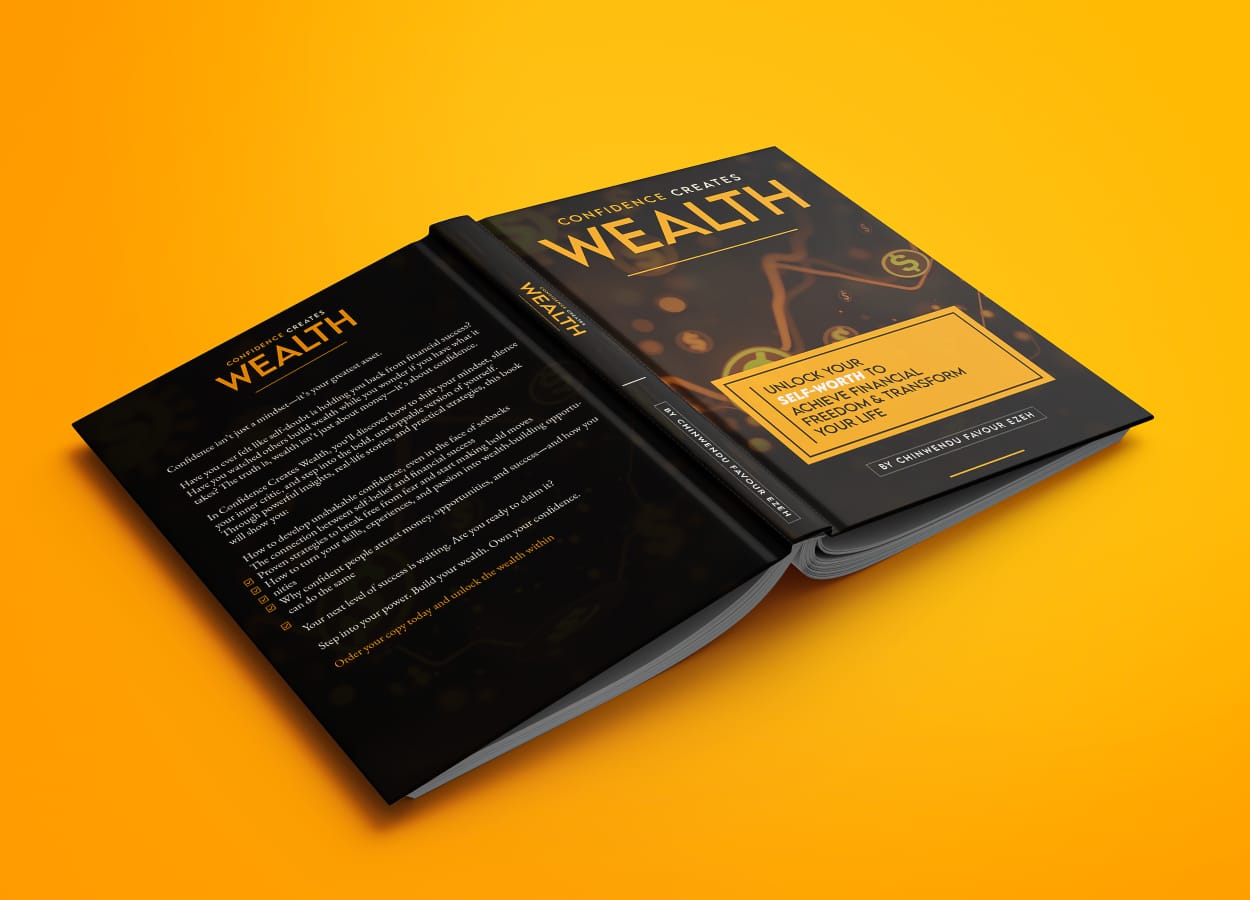 CONFIDENCE CREATES
WEALTH
Confidence isn't just a mindset—it's your greatest asset.
Have you ever felt like self-doubt is holding you back from financial success?
Have you watched others build wealth while you wonder if you have what it
takes? The truth is, wealth isn't just about money—it's about confidence.
In Confidence Creates Wealth, you'll discover how to shift your mindset, silence
your inner critic, and step into the bold, unstoppable version of yourself.
Through powerful insights, real-life stories, and practical strategies, this book
will show you:
How to develop unshakable confidence, even in the face of setbacks
The connection between self-belief and financial success
Proven strategies to break free from fear and start making bold moves
How to turn your skills, experiences, and passion into wealth-building opportu-
nities
Why confident people attract money, opportunities, and success—and how you
can do the same
Your next level of success is waiting. Are you ready to claim it?
Step into your power. Build your wealth. Own your confidence.
Order your copy today and unlock the wealth within
CONFIDENCE CREATES
WEALTH
BY CHINWENDU FAVOUR EZEH
CONFIDENCE CREATES
WEALTH
UNLOCK YOUR
SELF-WORTH TO
ACHIEVE FINANCIAL
FREEDOM & TRANSFORM
YOUR LIFE
BY CHINWENDU FAVOUR EZEH